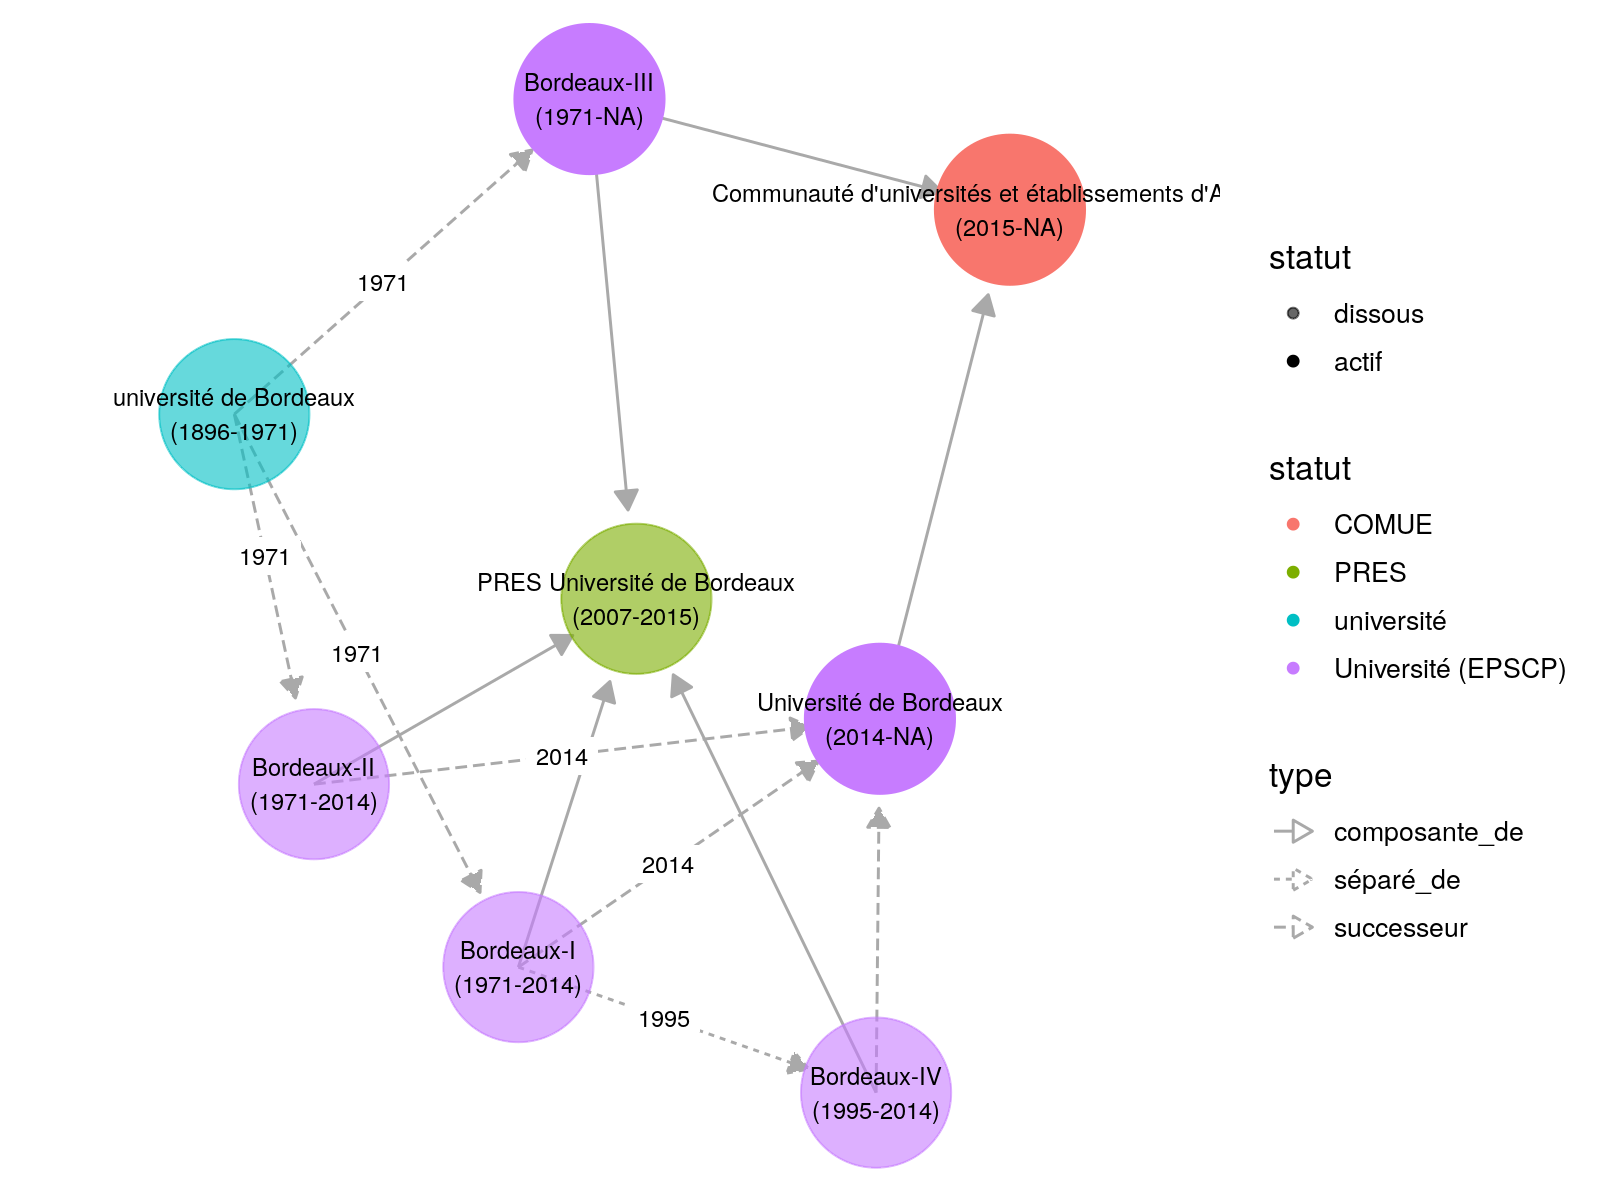 Bordeaux-III
(1971-NA)
Communauté d'universités et établissements d'A
(2015-NA)
1971
université de Bordeaux
(1896-1971)
1971
PRES Université de Bordeaux
(2007-2015)
1971
Université de Bordeaux
(2014-NA)
2014
Bordeaux-II
(1971-2014)
2014
Bordeaux-I
(1971-2014)
1995
Bordeaux-IV
(1995-2014)
statut
dissous
actif
statut
COMUE
PRES
université
Université (EPSCP)
type
composante_de
séparé_de
successeur